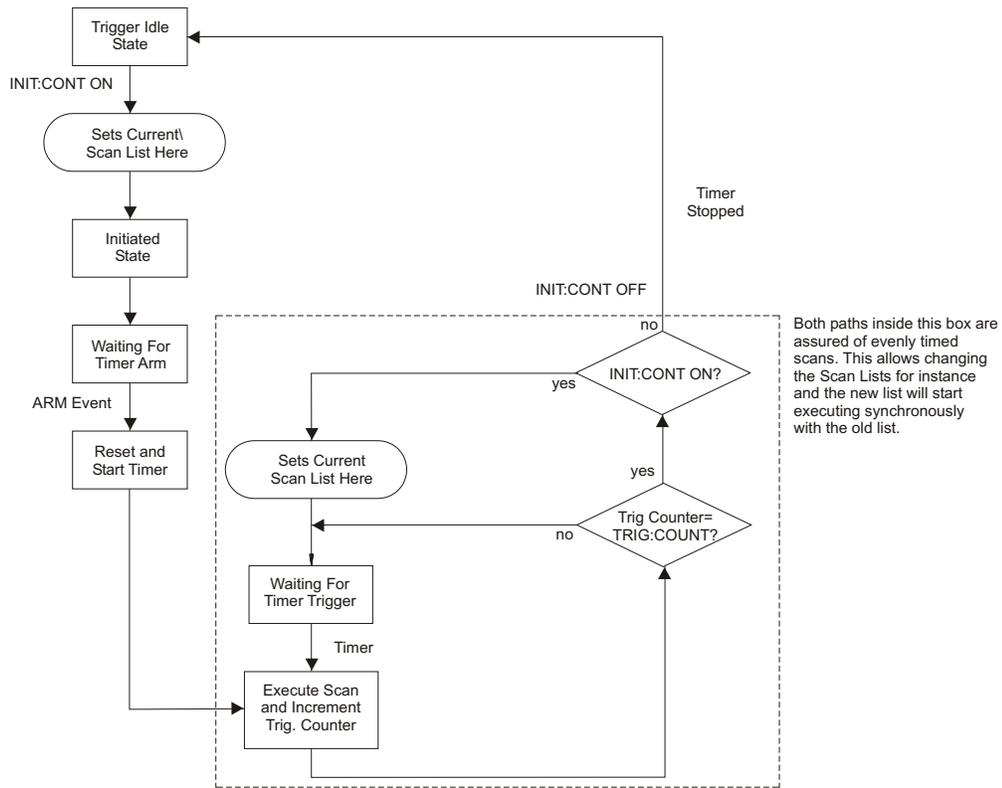 Trigger Idle
State
INIT:CONT ON
Sets Current\
Scan List Here
Initiated
State
Waiting For
Timer Arm
ARM Event
Reset and
Start Timer
Timer
Stopped
INIT:CONT OFF
no
INIT:CONT ON?
yes
Sets Current
Scan List Here
yes
Trig Counter=
TRIG:COUNT?
no
Waiting For
Timer Trigger
Timer
Execute Scan
and Increment
Trig. Counter
Both paths inside this box are
assured of evenly timed
scans. This allows changing
the Scan Lists for instance
and the new list will start
executing synchronously
with the old list.